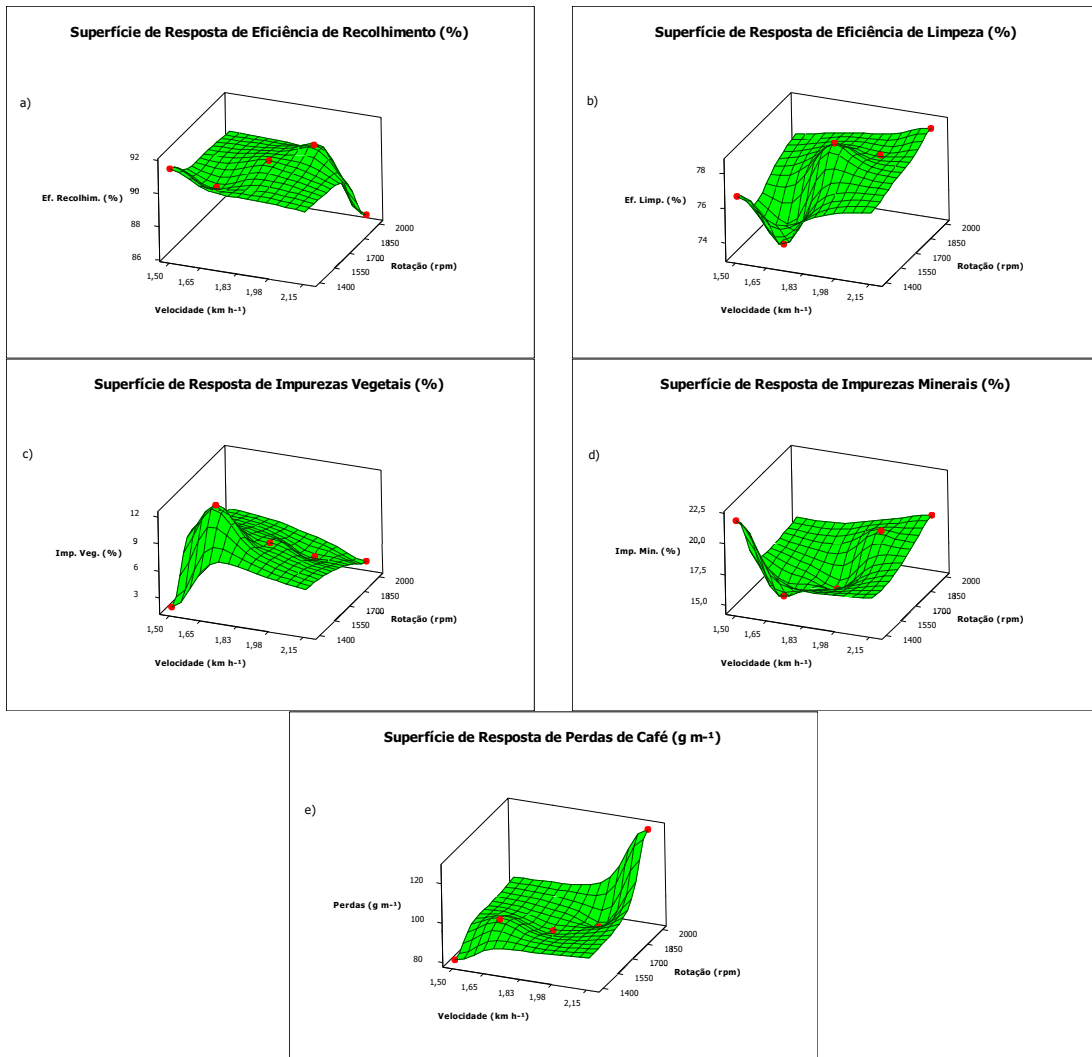 Superfície de Resposta de Eficiência de Recolhimento (%)
a)
92
90
88
86
Ef. Recolhim. (%)
1,50
1,65
1,83
1,98
2,15
Velocidade (km h-¹)
1400
1550
1700
1850
2000
Rotação (rpm)
Superfície de Resposta de Eficiência de Limpeza (%)
b)
78
76
74
Ef. Limp. (%)
1,50
1,65
1,83
1,98
2,15
Velocidade (km h-¹)
1400
1550
1700
1850
2000
Rotação (rpm)
Superfície de Resposta de Impurezas Vegetais (%)
c)
12
9
6
3
Imp. Veg. (%)
1,50
1,65
1,83
1,98
2,15
Velocidade (km h-¹)
1400
1550
1700
1850
2000
Rotação (rpm)
Superfície de Resposta de Impurezas Minerais (%)
d)
22,5
20,0
17,5
15,0
Imp. Min. (%)
1,50
1,65
1,83
1,98
2,15
Velocidade (km h-¹)
1400
1550
1700
1850
2000
Rotação (rpm)
Superfície de Resposta de Perdas de Café (g m-¹)
e)
120
100
80
Perdas (g m-¹)
1,50
1,65
1,83
1,98
2,15
Velocidade (km h-¹)
1400
1550
1700
1850
2000
Rotação (rpm)